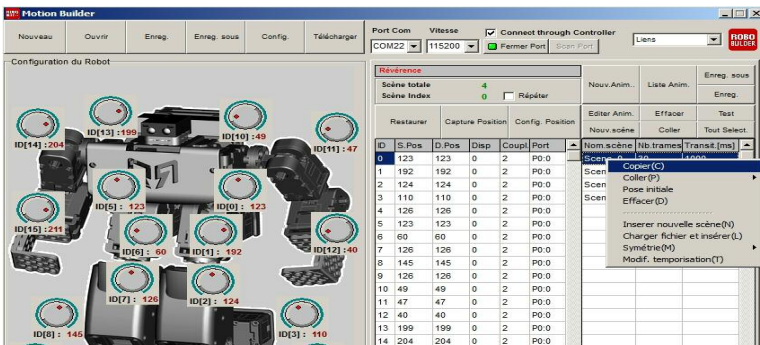 Motion Builder
Nouveau Ouvrir Enreg. Enreg. sous Config. Télécharger
Port Com Vitesse Connect through Controller
COM22 115200 Fermer Port Scan Port Liens ROBO BUILDER
Configuration du Robot
Révérence
Scène totale 4
Scène Index 0 Répéter
Nouv.Anim.. Liste Anim. Enreg. sous
Enreg.
Restaurer Capture Position Config. Position
Editer Anim. Effacer Test
Nouv.scène Coller Tout Select.
ID S.Pos D.Pos Disp Coupl. Port
0 123 123 0 2 P0:0
1 192 192 0 2 P0:0
2 124 124 0 2 P0:0
3 110 110 0 2 P0:0
4 126 126 0 2 P0:0
5 123 123 0 2 P0:0
6 60 60 0 2 P0:0
7 126 126 0 2 P0:0
8 145 145 0 2 P0:0
9 126 126 0 2 P0:0
10 49 49 0 2 P0:0
11 47 47 0 2 P0:0
12 40 40 0 2 P0:0
13 199 199 0 2 P0:0
14 204 204 0 2 P0:0
Nom.scène Nb.trames Transit.[ms]
Copier(C)
Coller(P)
Pose initiale
Effacer(D)
Inserer nouvelle scène(N)
Charger fichier et insérer(L)
Symétrie(M)
Modif. temporisation(T)
ID[14] :204
ID[13] :199
ID[10] :49
ID[11] :47
ID[5] : 123
ID[0] : 123
ID[15] :211
ID[6] : 60
ID[1] : 192
ID[12] :40
ID[7] : 126
ID[2] : 124
ID[8] : 145
ID[3] : 110